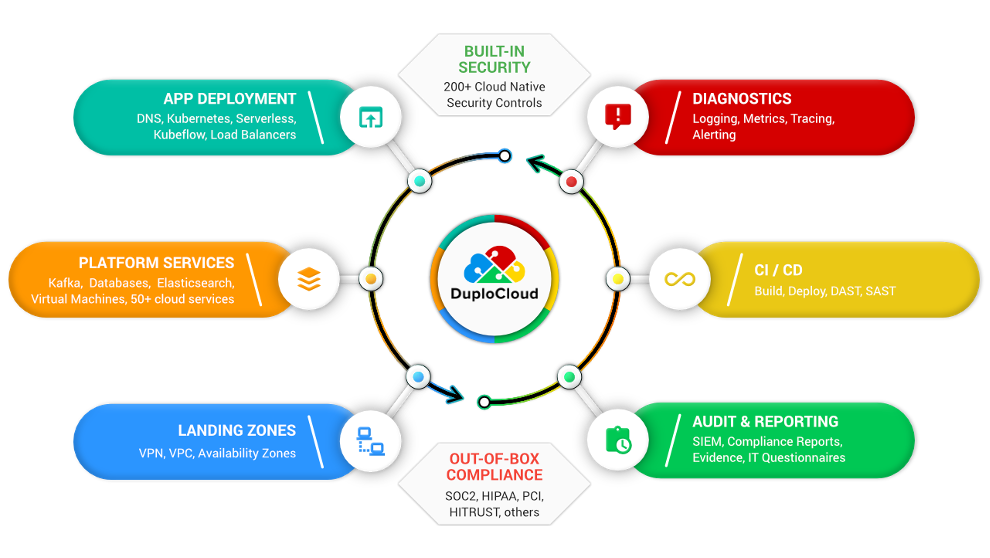 BUILT-IN
SECURITY
200+ Cloud Native
Security Controls
APP DEPLOYMENT
DNS, Kubernetes, Serverless,
Kubeflow, Load Balancers
DIAGNOSTICS
Logging, Metrics, Tracing,
Alerting
PLATFORM SERVICES
Kafka, Databases, Elasticsearch,
Virtual Machines, 50+ cloud services
DuploCloud
CI / CD
Build, Deploy, DAST, SAST
LANDING ZONES
VPN, VPC, Availability Zones
AUDIT & REPORTING
SIEM, Compliance Reports,
Evidence, IT Questionnaires
OUT-OF-BOX
COMPLIANCE
SOC2, HIPAA, PCI,
HITRUST, others